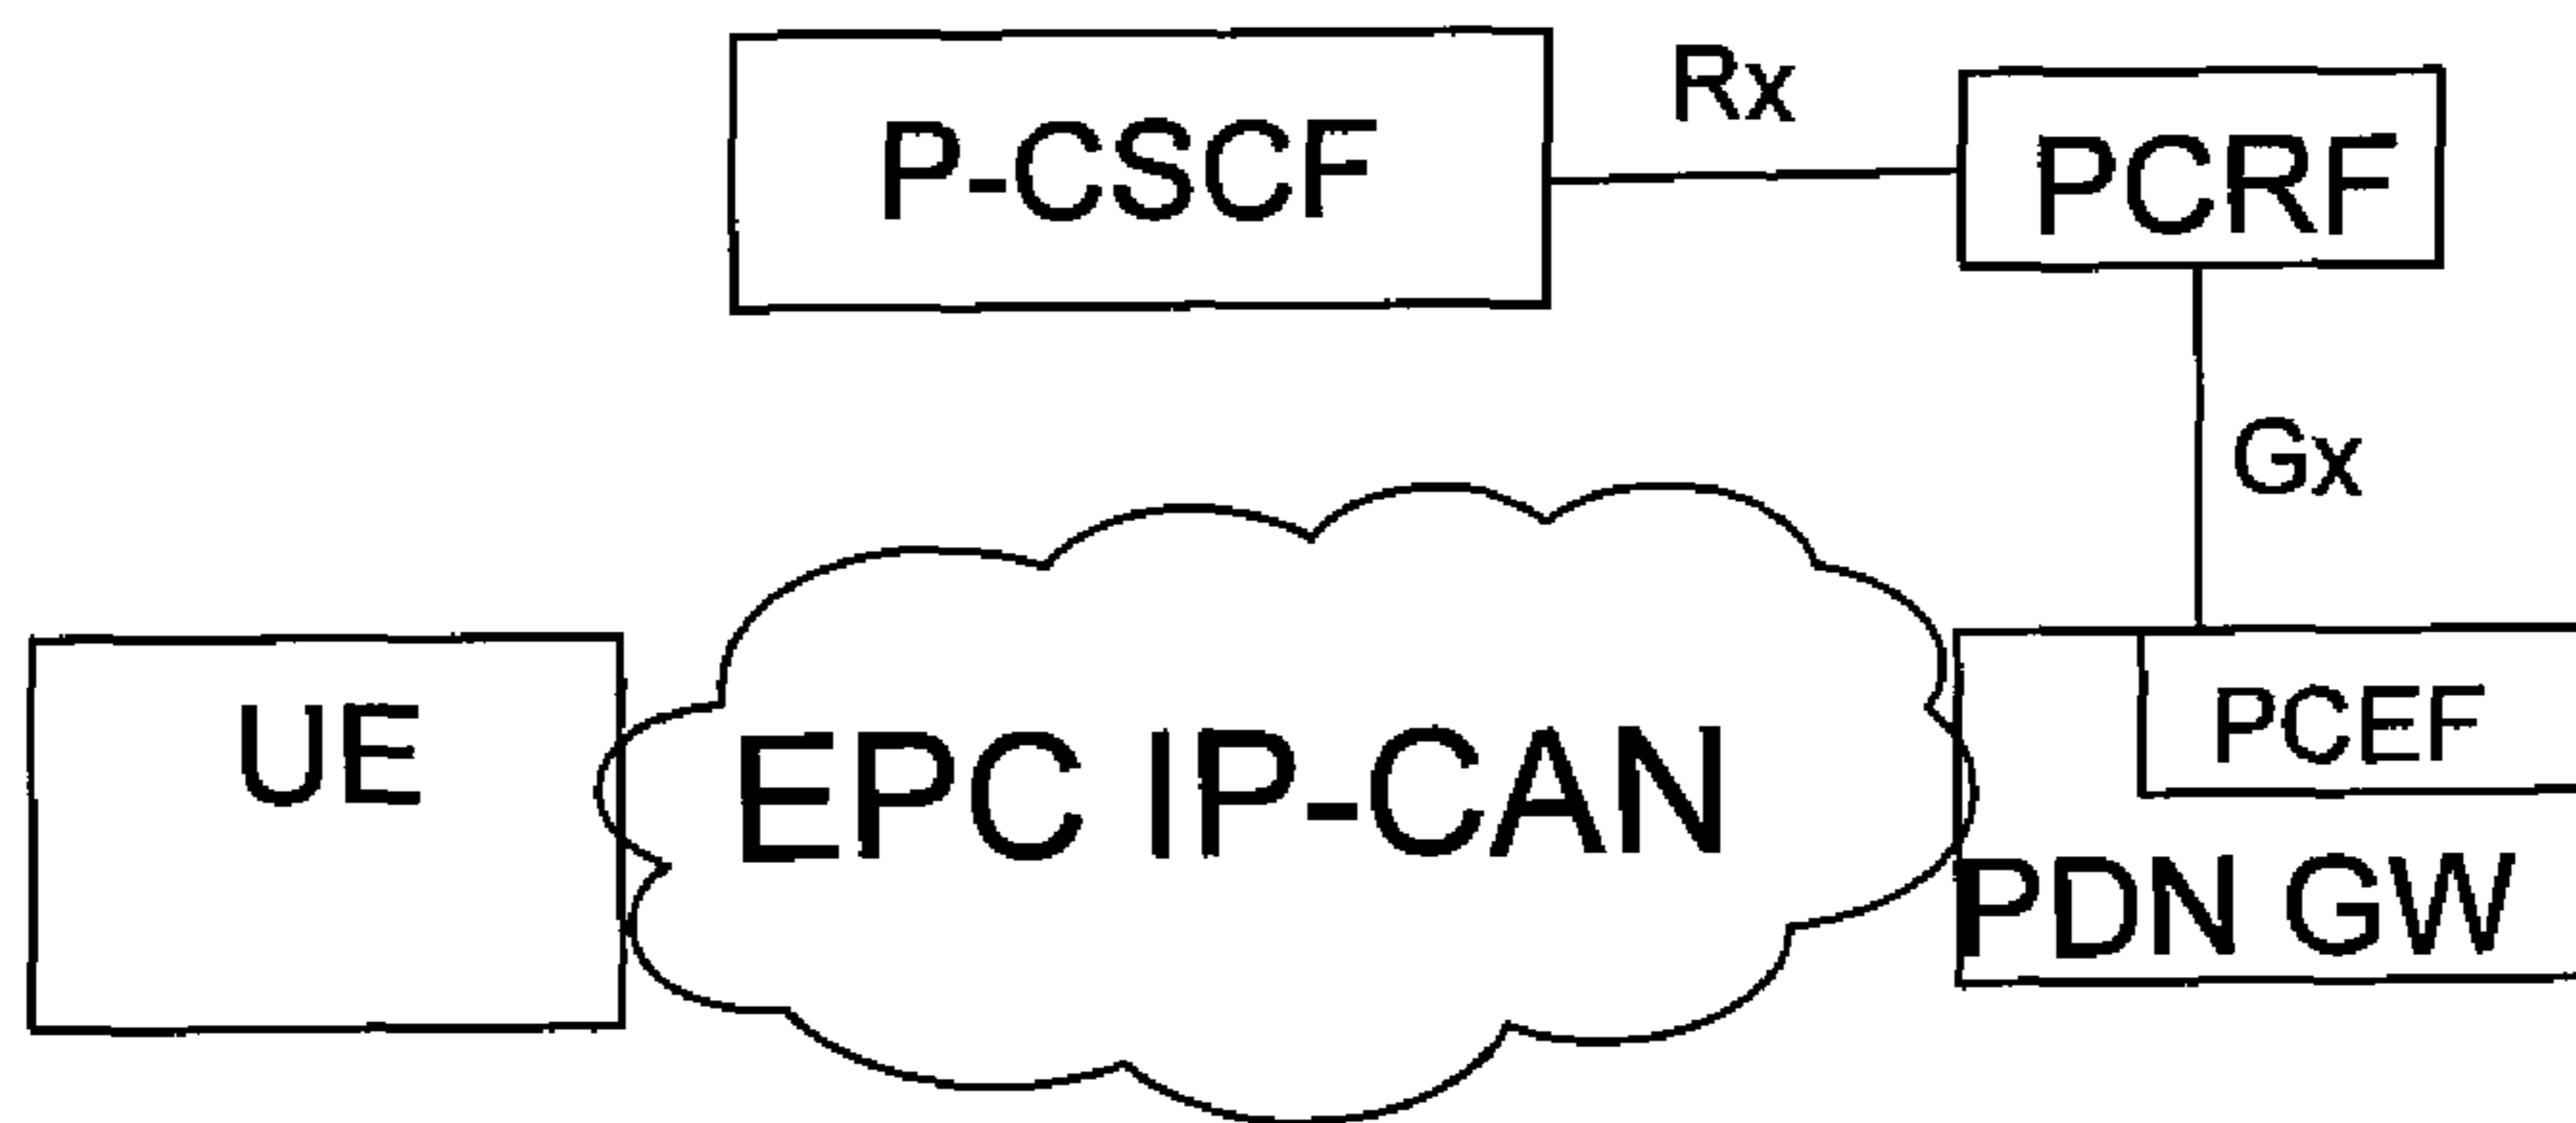 Rx
P-CSCF
PCRF
Gx
UE
EPC IP-CAN
PCEF
PDN GW